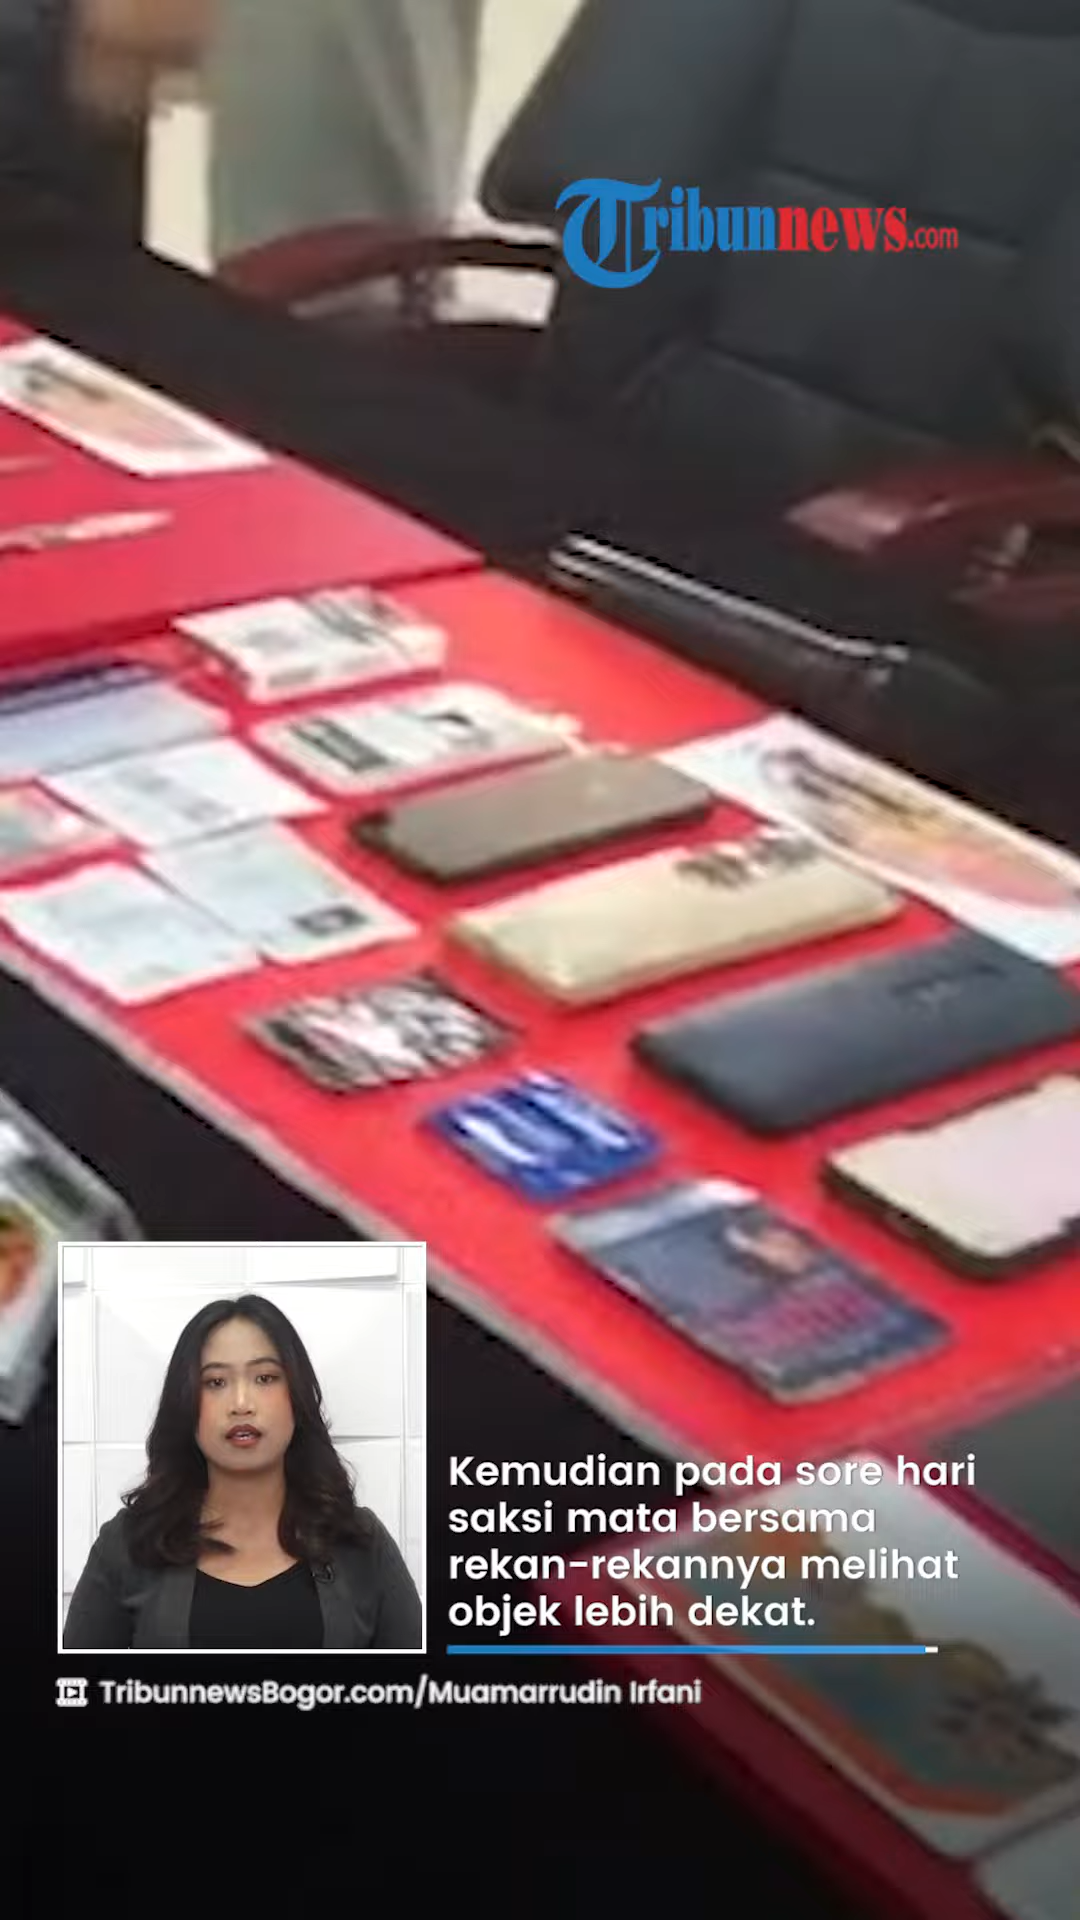 Tribunnews.com
Kemudian pada sore hari
saksi mata bersama
rekan-rekannya melihat
objek lebih dekat.
TribunnewsBogor.com/Muamarrudin Irfani